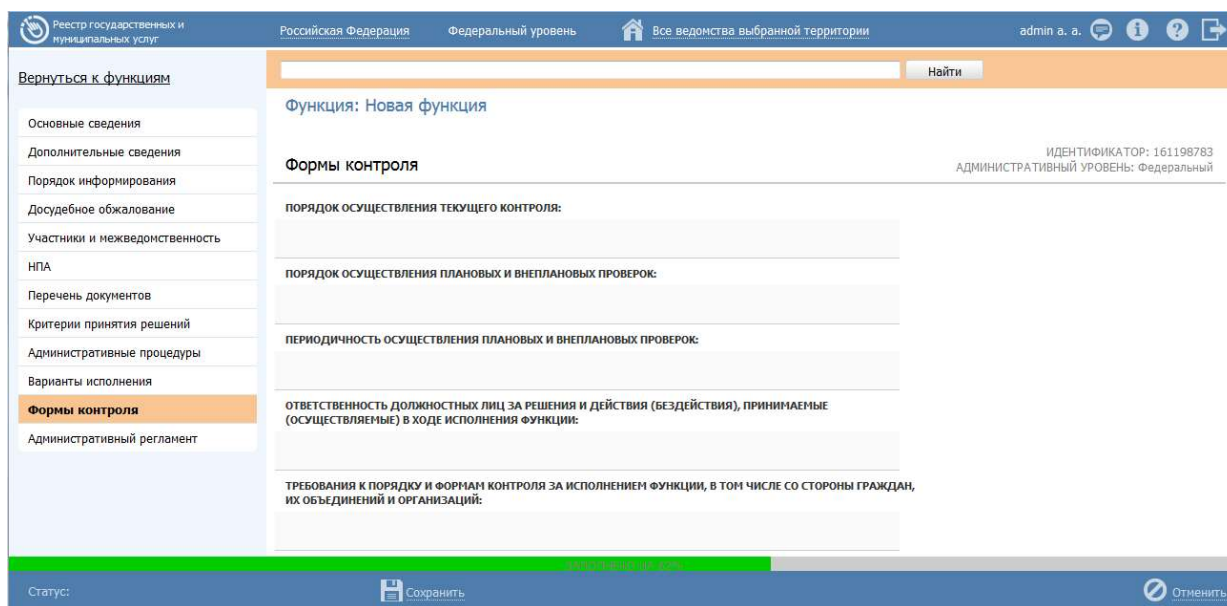 Реестр государственных и
муниципальных услуг
Российская Федерация
Федеральный уровень
Все ведомства выбранной территории
admin a. a.
Вернуться к функциям
Найти
Основные сведения
Дополнительные сведения
Порядок информирования
Досудебное обжалование
Участники и межведомственность
НПА
Перечень документов
Критерии принятия решений
Административные процедуры
Варианты исполнения
Формы контроля
Административный регламент
Функция: Новая функция
Формы контроля
ИДЕНТИФИКАТОР: 161198783
АДМИНИСТРАТИВНЫЙ УРОВЕНЬ: Федеральный
ПОРЯДОК ОСУЩЕСТВЛЕНИЯ ТЕКУЩЕГО КОНТРОЛЯ:
ПОРЯДОК ОСУЩЕСТВЛЕНИЯ ПЛАНОВЫХ И ВНЕПЛАНОВЫХ ПРОВЕРОК:
ПЕРИОДИЧНОСТЬ ОСУЩЕСТВЛЕНИЯ ПЛАНОВЫХ И ВНЕПЛАНОВЫХ ПРОВЕРОК:
ОТВЕТСТВЕННОСТЬ ДОЛЖНОСТНЫХ ЛИЦ ЗА РЕШЕНИЯ И ДЕЙСТВИЯ (БЕЗДЕЙСТВИЯ), ПРИНИМАЕМЫЕ
(ОСУЩЕСТВЛЯЕМЫЕ) В ХОДЕ ИСПОЛНЕНИЯ ФУНКЦИИ:
ТРЕБОВАНИЯ К ПОРЯДКУ И ФОРМАМ КОНТРОЛЯ ЗА ИСПОЛНЕНИЕМ ФУНКЦИИ, В ТОМ ЧИСЛЕ СО СТОРОНЫ ГРАЖДАН,
ИХ ОБЪЕДИНЕНИЙ И ОРГАНИЗАЦИЙ:
Статус:
Сохранить
Отменить